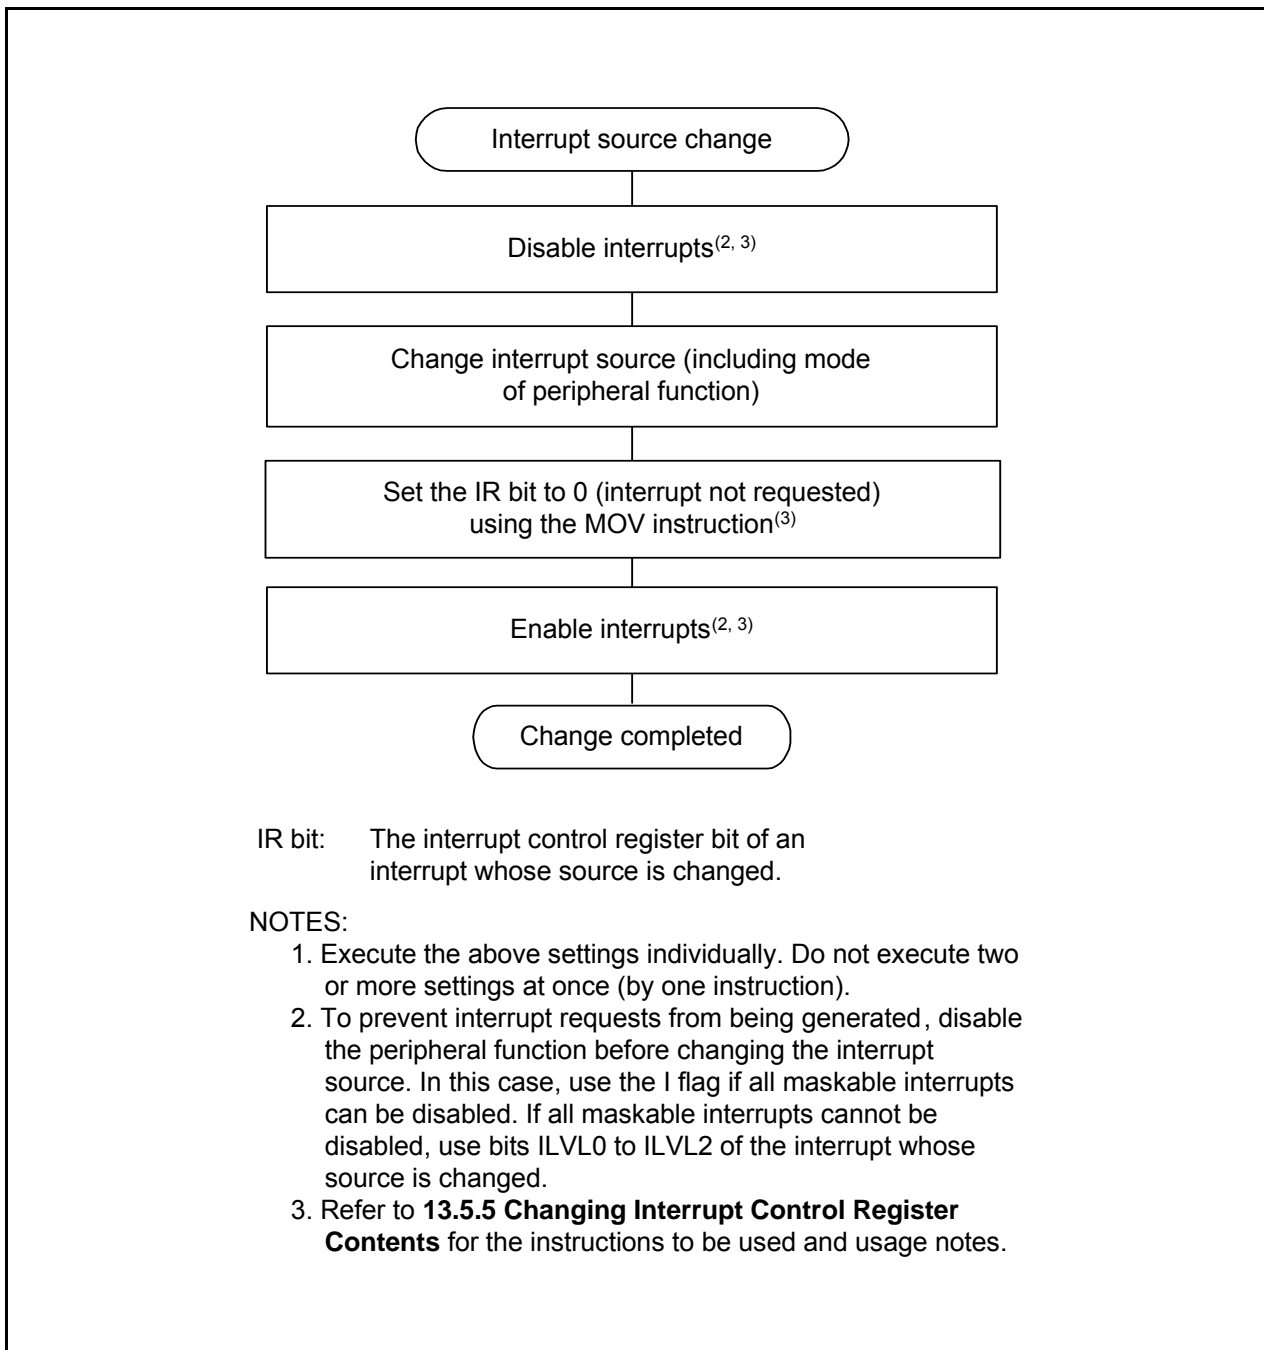 Interrupt source change
Disable interrupts(2, 3)
Change interrupt source (including mode
of peripheral function)
Set the IR bit to 0 (interrupt not requested)
using the MOV instruction(3)
Enable interrupts(2, 3)
Change completed
IR bit: The interrupt control register bit of an
interrupt whose source is changed.
NOTES:
1. Execute the above settings individually. Do not execute two
or more settings at once (by one instruction).
2. To prevent interrupt requests from being generated, disable
the peripheral function before changing the interrupt
source. In this case, use the I flag if all maskable interrupts
can be disabled. If all maskable interrupts cannot be
disabled, use bits ILVL0 to ILVL2 of the interrupt whose
source is changed.
3. Refer to 13.5.5 Changing Interrupt Control Register
Contents for the instructions to be used and usage notes.